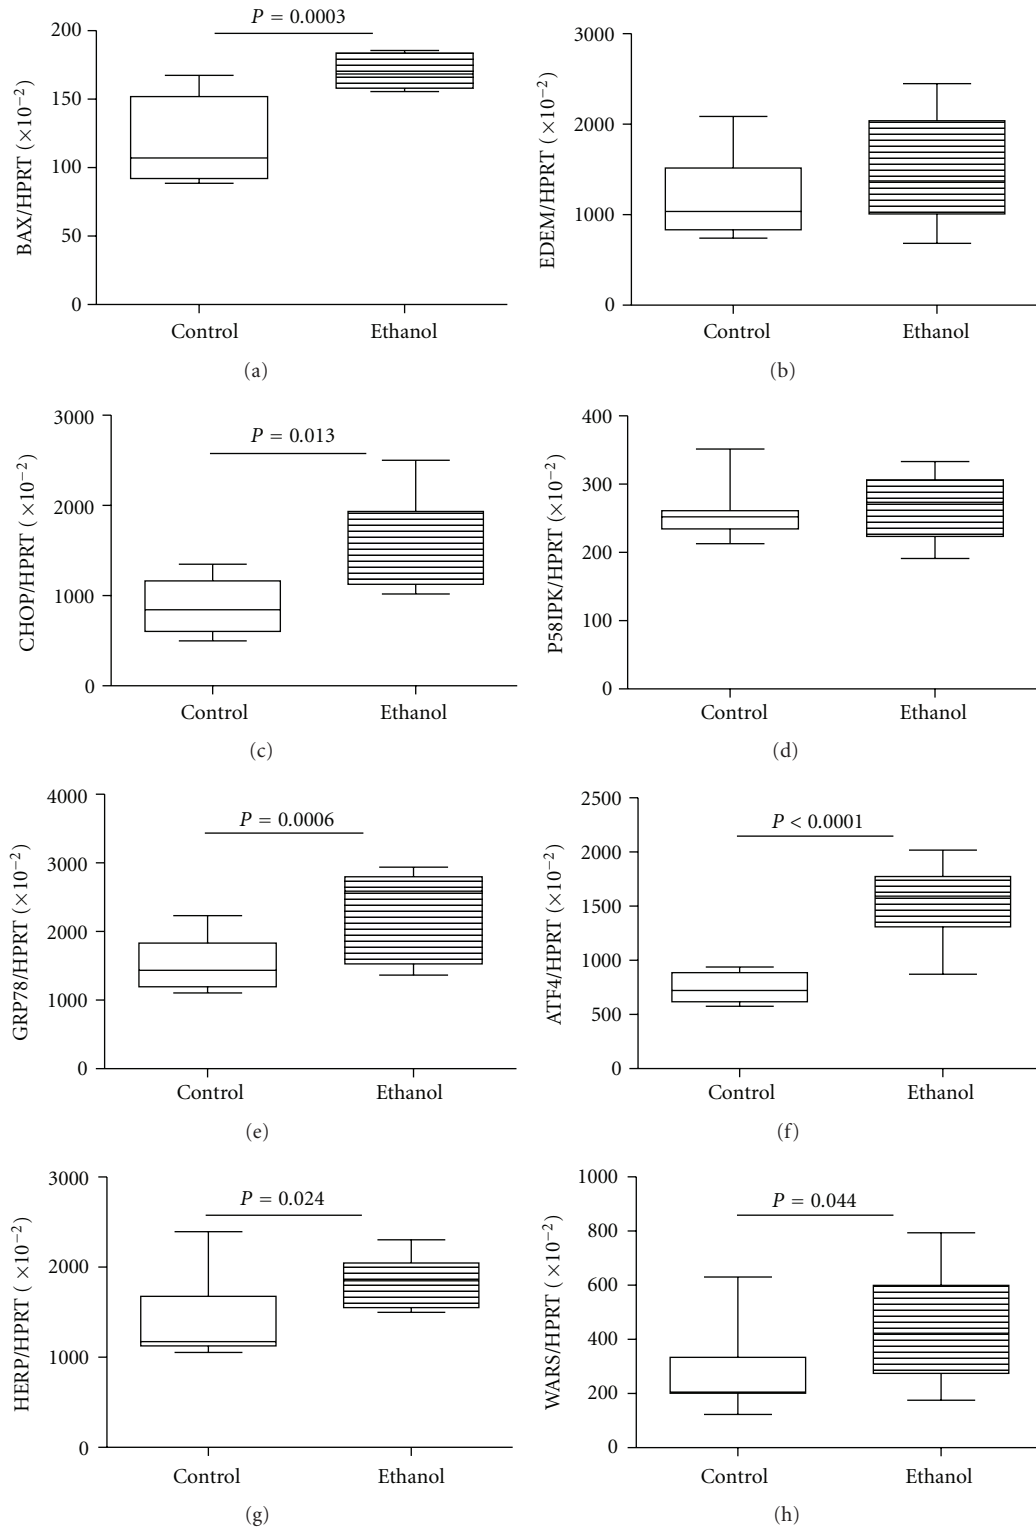 P = 0.0003
200
150
100
50
0
BAX/HPRT (×10−2)
Control Ethanol
(a)
3000
2000
1000
0
EDEM/HPRT (×10−2)
Control Ethanol
(b)
P = 0.013
3000
2000
1000
0
CHOP/HPRT (×10−2)
Control Ethanol
(c)
400
300
200
100
0
P58IPK/HPRT (×10−2)
Control Ethanol
(d)
P = 0.0006
4000
3000
2000
1000
0
GRP78/HPRT (×10−2)
Control Ethanol
(e)
P < 0.0001
2500
2000
1500
1000
500
0
ATF4/HPRT (×10−2)
Control Ethanol
(f)
P = 0.024
3000
2000
1000
0
HERP/HPRT (×10−2)
Control Ethanol
(g)
P = 0.044
1000
800
600
400
200
0
WARS/HPRT (×10−2)
Control Ethanol
(h)